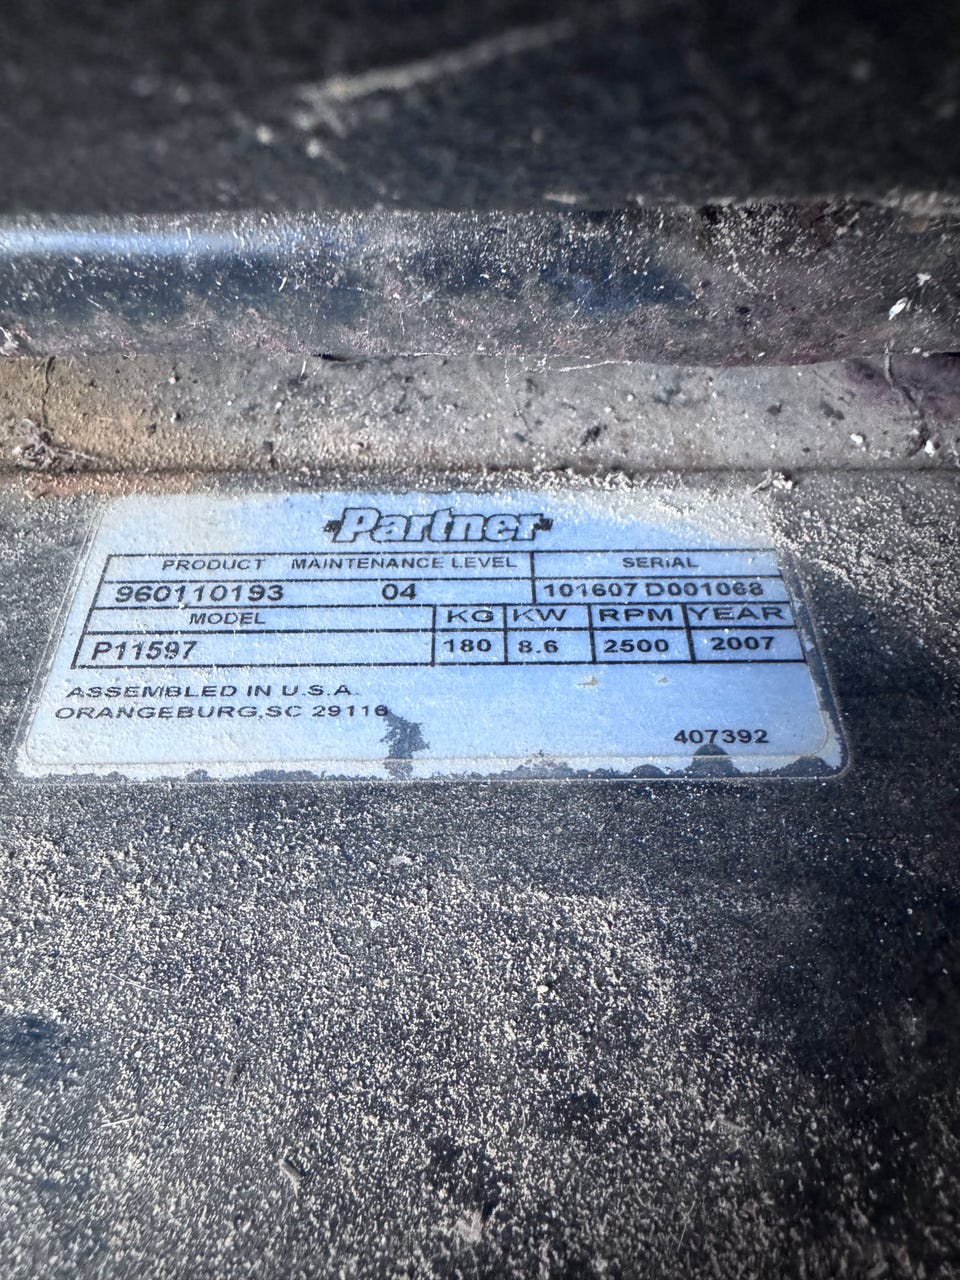 Partner
PRODUCT MAINTENANCE LEVEL SERIAL
960110193 04 101607 D001068
MODEL KG KW RPM YEAR
P11597 180 8.6 2500 2007
ASSEMBLED IN U.S.A.
ORANGEBURG,SC 29116
407392